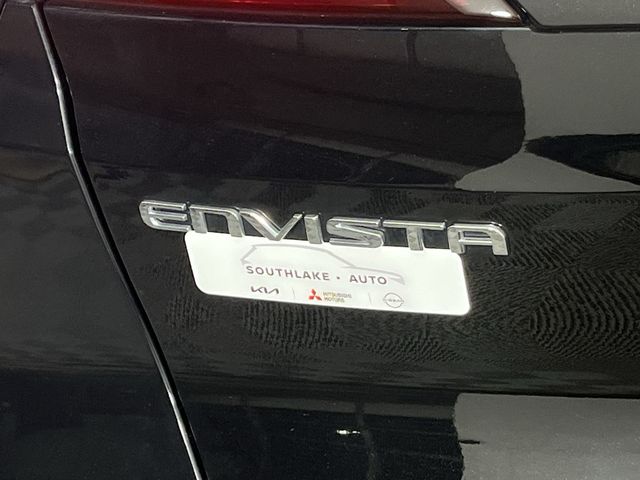 ENVISTA
SOUTHLAKE • AUTO
KIA MITSUBISHI MOTORS NISSAN